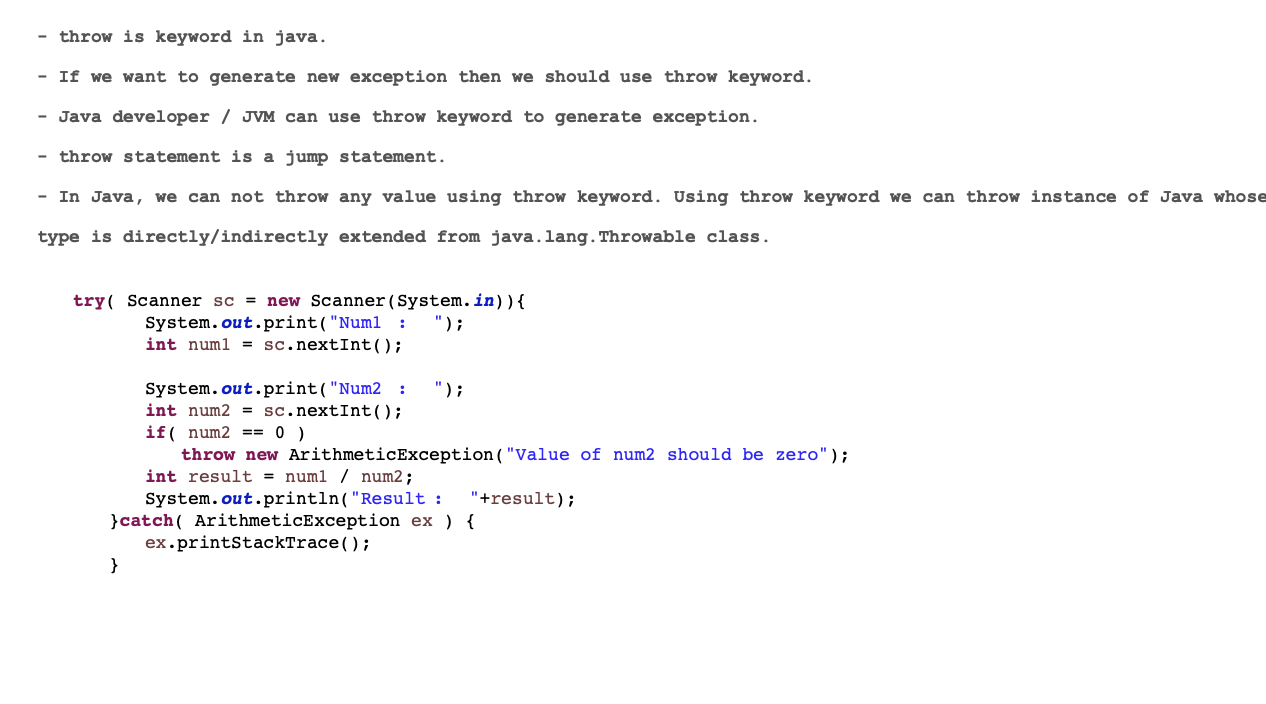 - throw is keyword in java.
- If we want to generate new exception then we should use throw keyword.
- Java developer / JVM can use throw keyword to generate exception.
- throw statement is a jump statement.
- In Java, we can not throw any value using throw keyword. Using throw keyword we can throw instance of Java whose
type is directly/indirectly extended from java.lang.Throwable class.
try( Scanner sc = new Scanner(System.in)){
System.out.print("Num1 :  ");
int num1 = sc.nextInt();
System.out.print("Num2 :  ");
int num2 = sc.nextInt();
if( num2 == 0 )
throw new ArithmeticException("Value of num2 should be zero");
int result = num1 / num2;
System.out.println("Result :  "+result);
}catch( ArithmeticException ex ) {
ex.printStackTrace();
}